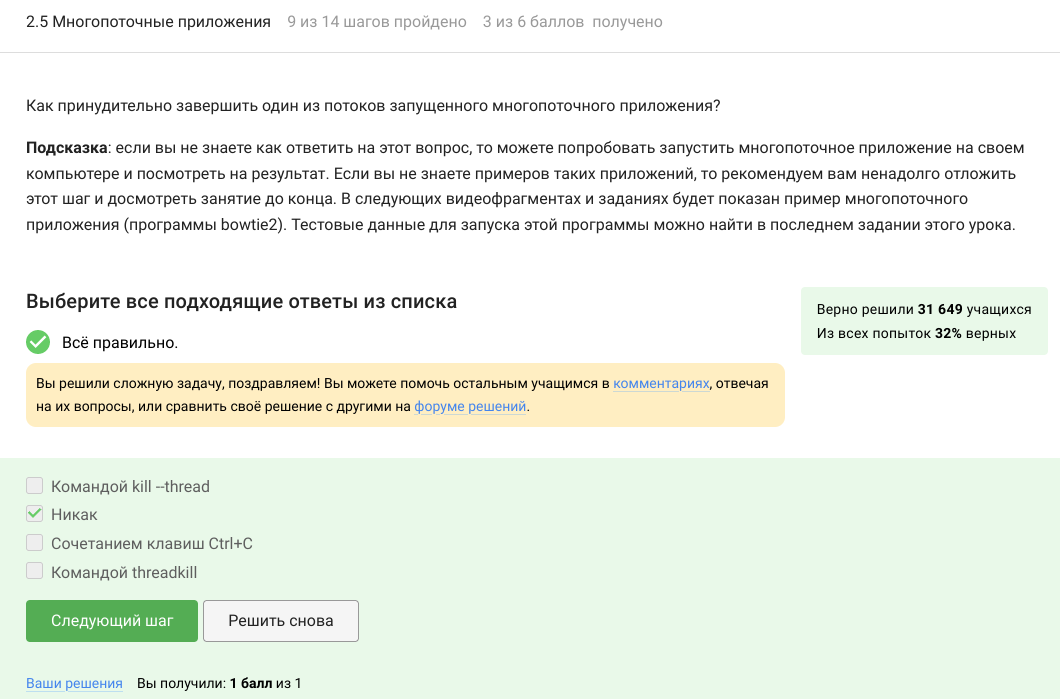 2.5 Многопоточные приложения 9 из 14 шагов пройдено 3 из 6 баллов получено
Как принудительно завершить один из потоков запущенного многопоточного приложения?
Подсказка: если вы не знаете как ответить на этот вопрос, то можете попробовать запустить многопоточное приложение на своем
компьютере и посмотреть на результат. Если вы не знаете примеров таких приложений, то рекомендуем вам ненадолго отложить
этот шаг и досмотреть занятие до конца. В следующих видеофрагментах и заданиях будет показан пример многопоточного
приложения (программы bowtie2). Тестовые данные для запуска этой программы можно найти в последнем задании этого урока.
Выберите все подходящие ответы из списка
Верно решили 31 649 учащихся
Из всех попыток 32% верных
Всё правильно.
Вы решили сложную задачу, поздравляем! Вы можете помочь остальным учащимся в комментариях, отвечая
на их вопросы, или сравнить своё решение с другими на форуме решений.
Командой kill --thread
Никак
Сочетанием клавиш Ctrl+C
Командой threadkill
Следующий шаг Решить снова
Ваши решения Вы получили: 1 балл из 1